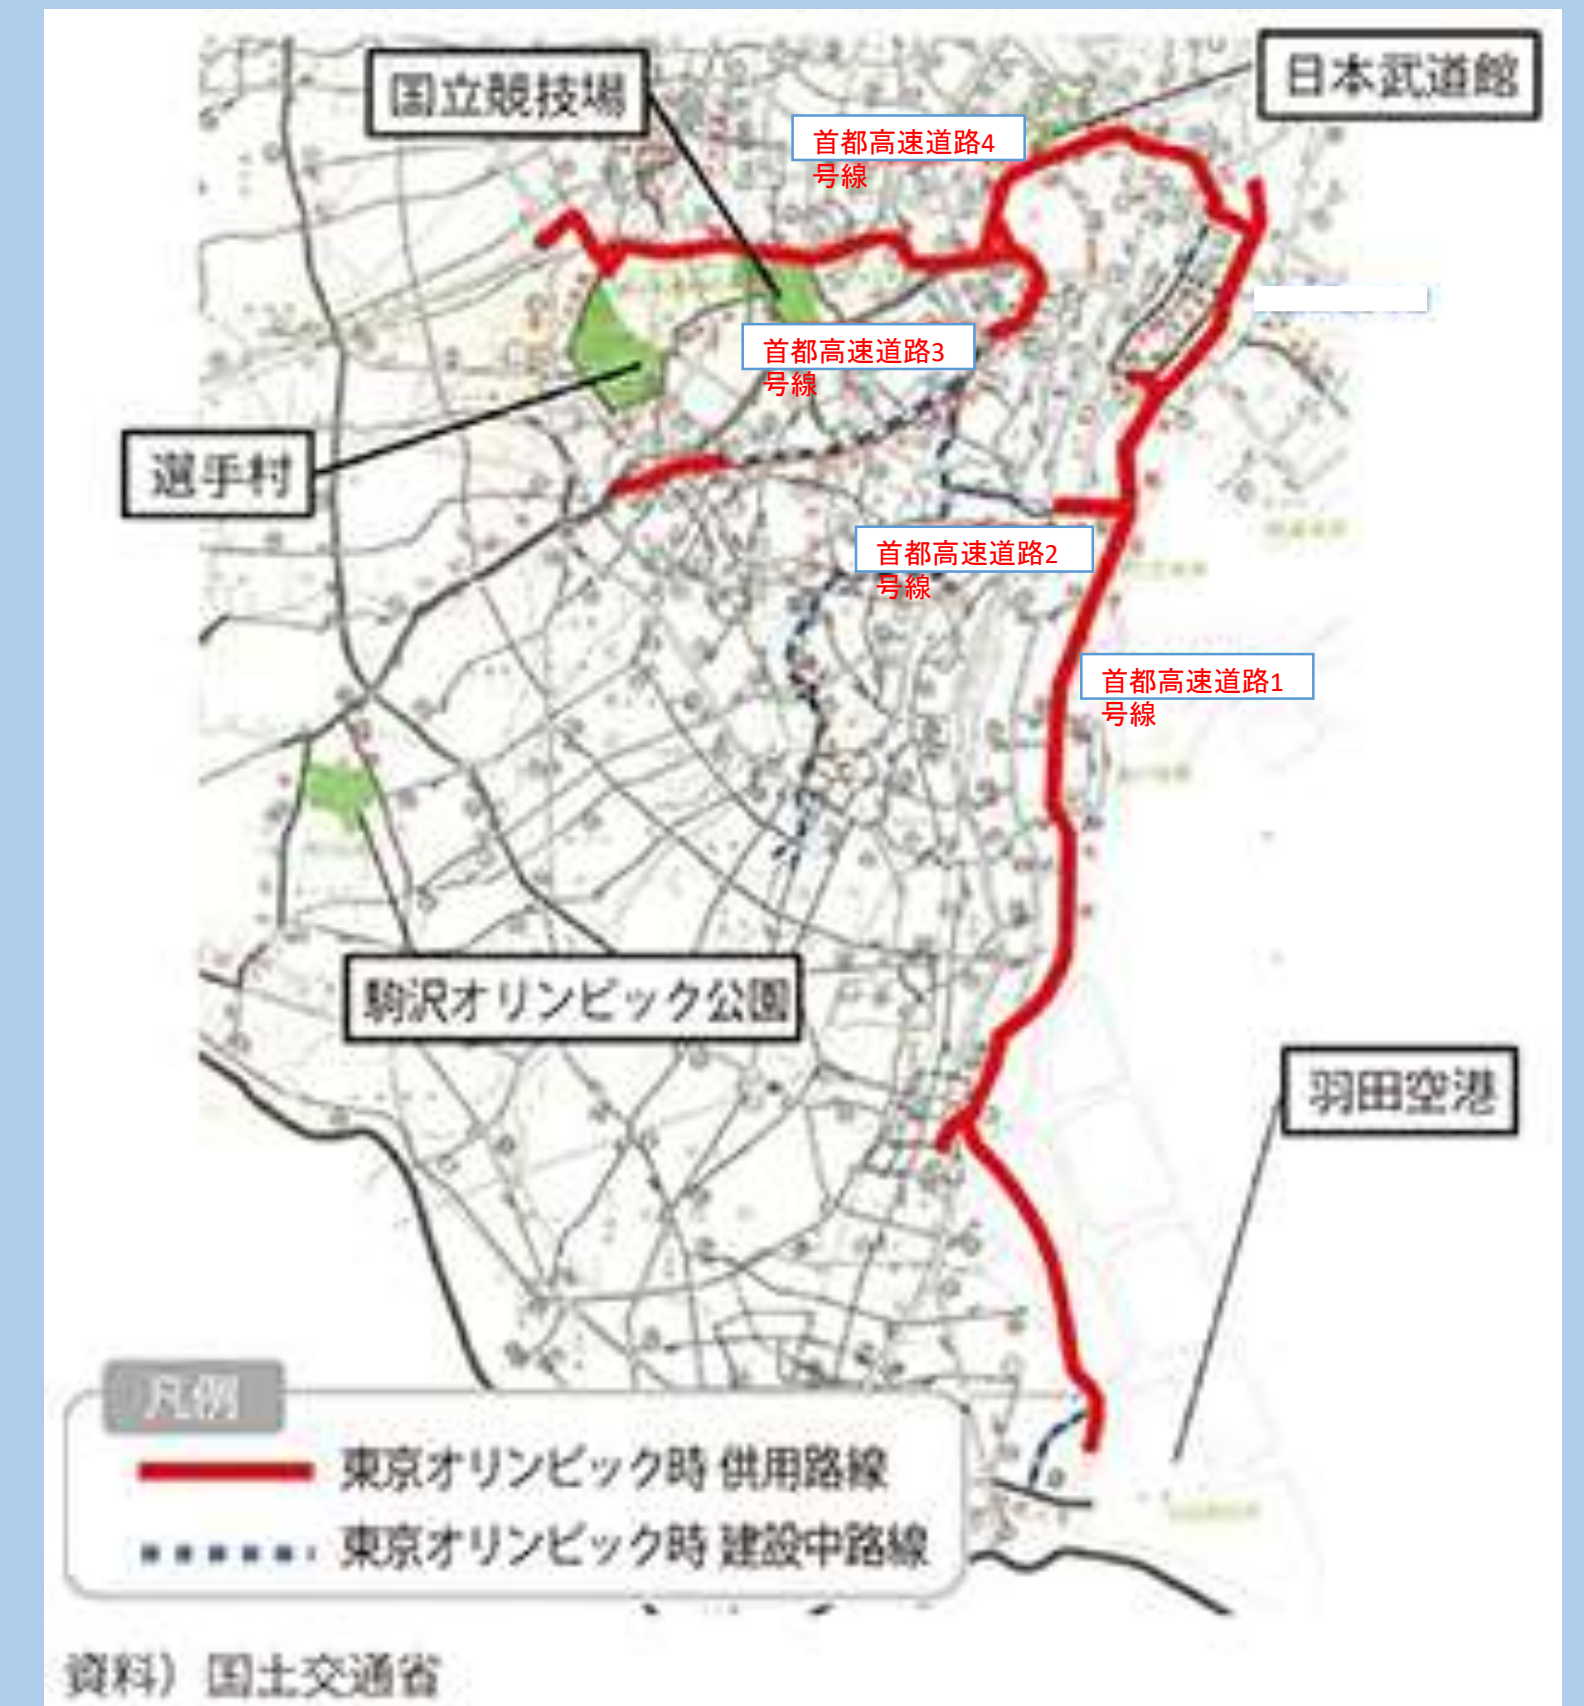 国立競技場
日本武道館
首都高速道路4
号線
首都高速道路3
号線
選手村
首都高速道路2
号線
首都高速道路1
号線
駒沢オリンピック公園
羽田空港
凡例
東京オリンピック時 供用路線
東京オリンピック時 建設中路線
資料）国土交通省